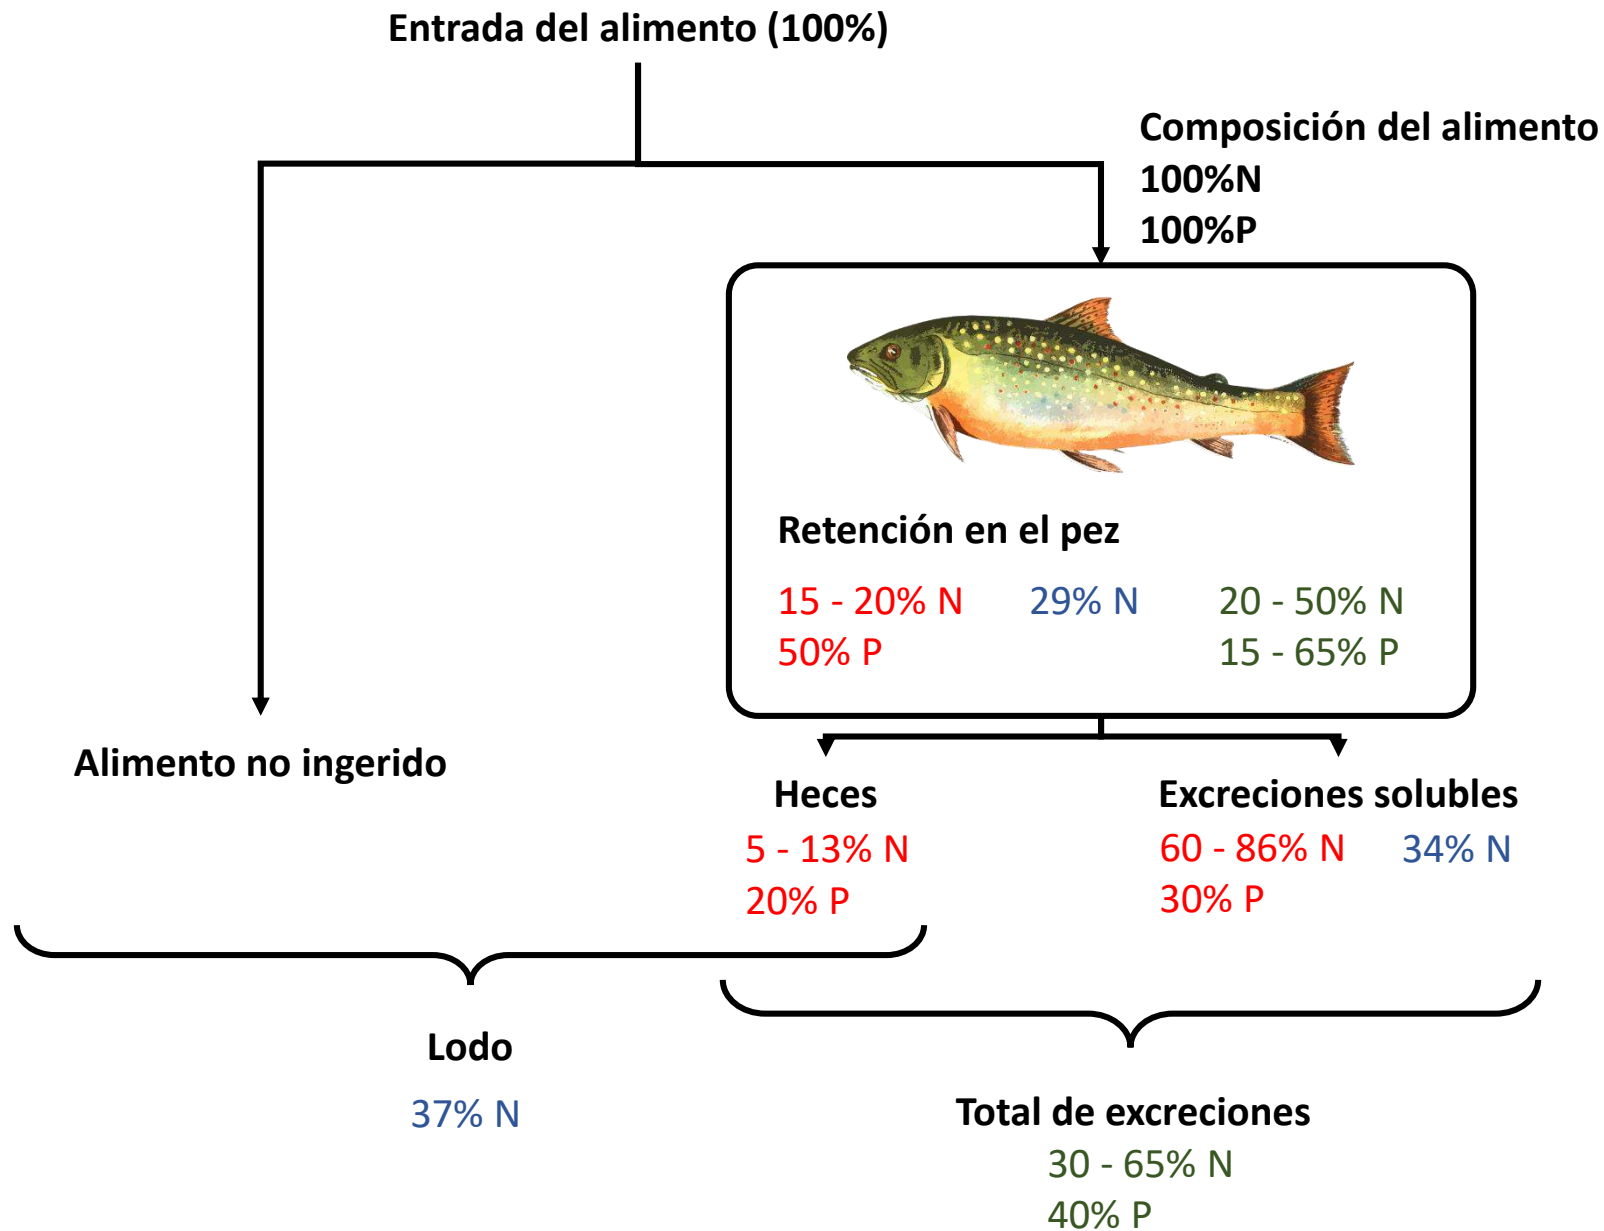 Entrada del alimento (100%)
Composición del alimento
100%N
100%P
Retención en el pez
15 - 20% N 29% N 20 - 50% N
50% P 15 - 65% P
Alimento no ingerido
Heces Excreciones solubles
5 - 13% N 60 - 86% N 34% N
20% P 30% P
Lodo
37% N
Total de excreciones
30 - 65% N
40% P